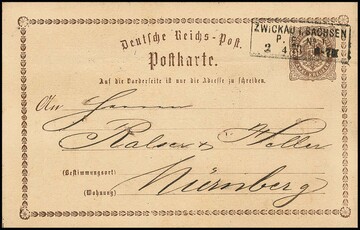 ZWICKAU i. SACHSEN
Deutsche Reichs-Post.
Postkarte.
Auf die Vorderseite ist nur die Adresse zu schreiben.
An Herren
&
(Bestimmungsort) Nürnberg
(Wohnung)